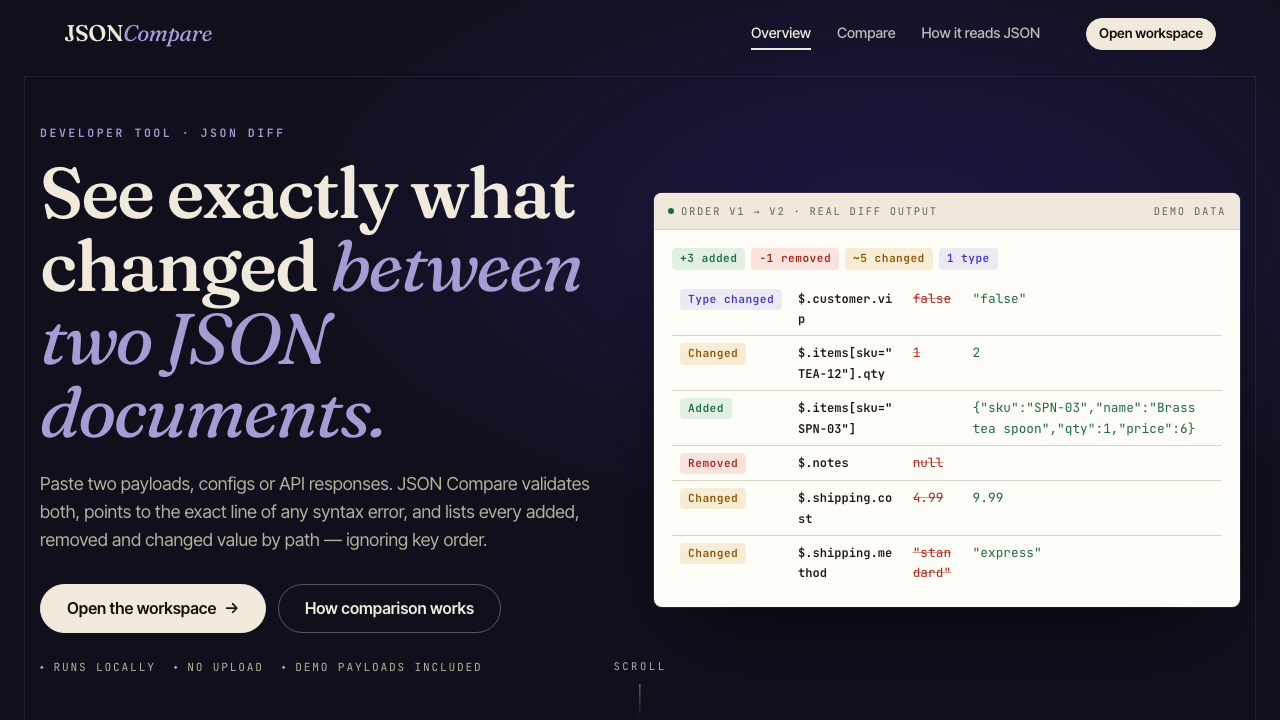 JSONCompare
Overview
Compare
How it reads JSON
Open workspace
DEVELOPER TOOL · JSON DIFF
See exactly what
changed between
two JSON
documents.
Paste two payloads, configs or API responses. JSON Compare validates
both, points to the exact line of any syntax error, and lists every added,
removed and changed value by path — ignoring key order.
Open the workspace →
How comparison works
RUNS LOCALLY
NO UPLOAD
DEMO PAYLOADS INCLUDED
SCROLL
ORDER V1 → V2 · REAL DIFF OUTPUT
DEMO DATA
+3 added
-1 removed
~5 changed
1 type
Type changed $.customer.vi false "false"
p
Changed $.items[sku=" 1 2
TEA-12"].qty
Added $.items[sku=" {"sku":"SPN-03","name":"Brass
SPN-03"] tea spoon","qty":1,"price":6}
Removed $.notes null
Changed $.shipping.co 4.99 9.99
st
Changed $.shipping.me "stan "express"
thod dard"